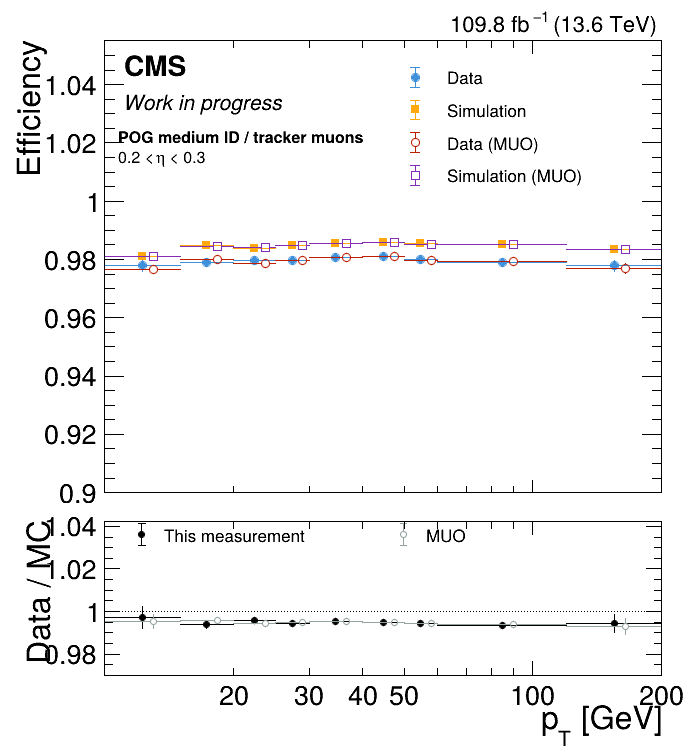 109.8 fb⁻¹ (13.6 TeV)
Efficiency
CMS
Work in progress
POG medium ID / tracker muons
0.2 < η < 0.3
Data
Simulation
Data (MUO)
Simulation (MUO)
1.04
1.02
1
0.98
0.96
0.94
0.92
0.9
Data / MC
This measurement
MUO
1.04
1.02
1
0.98
20 30 40 50 100 200
p_T [GeV]